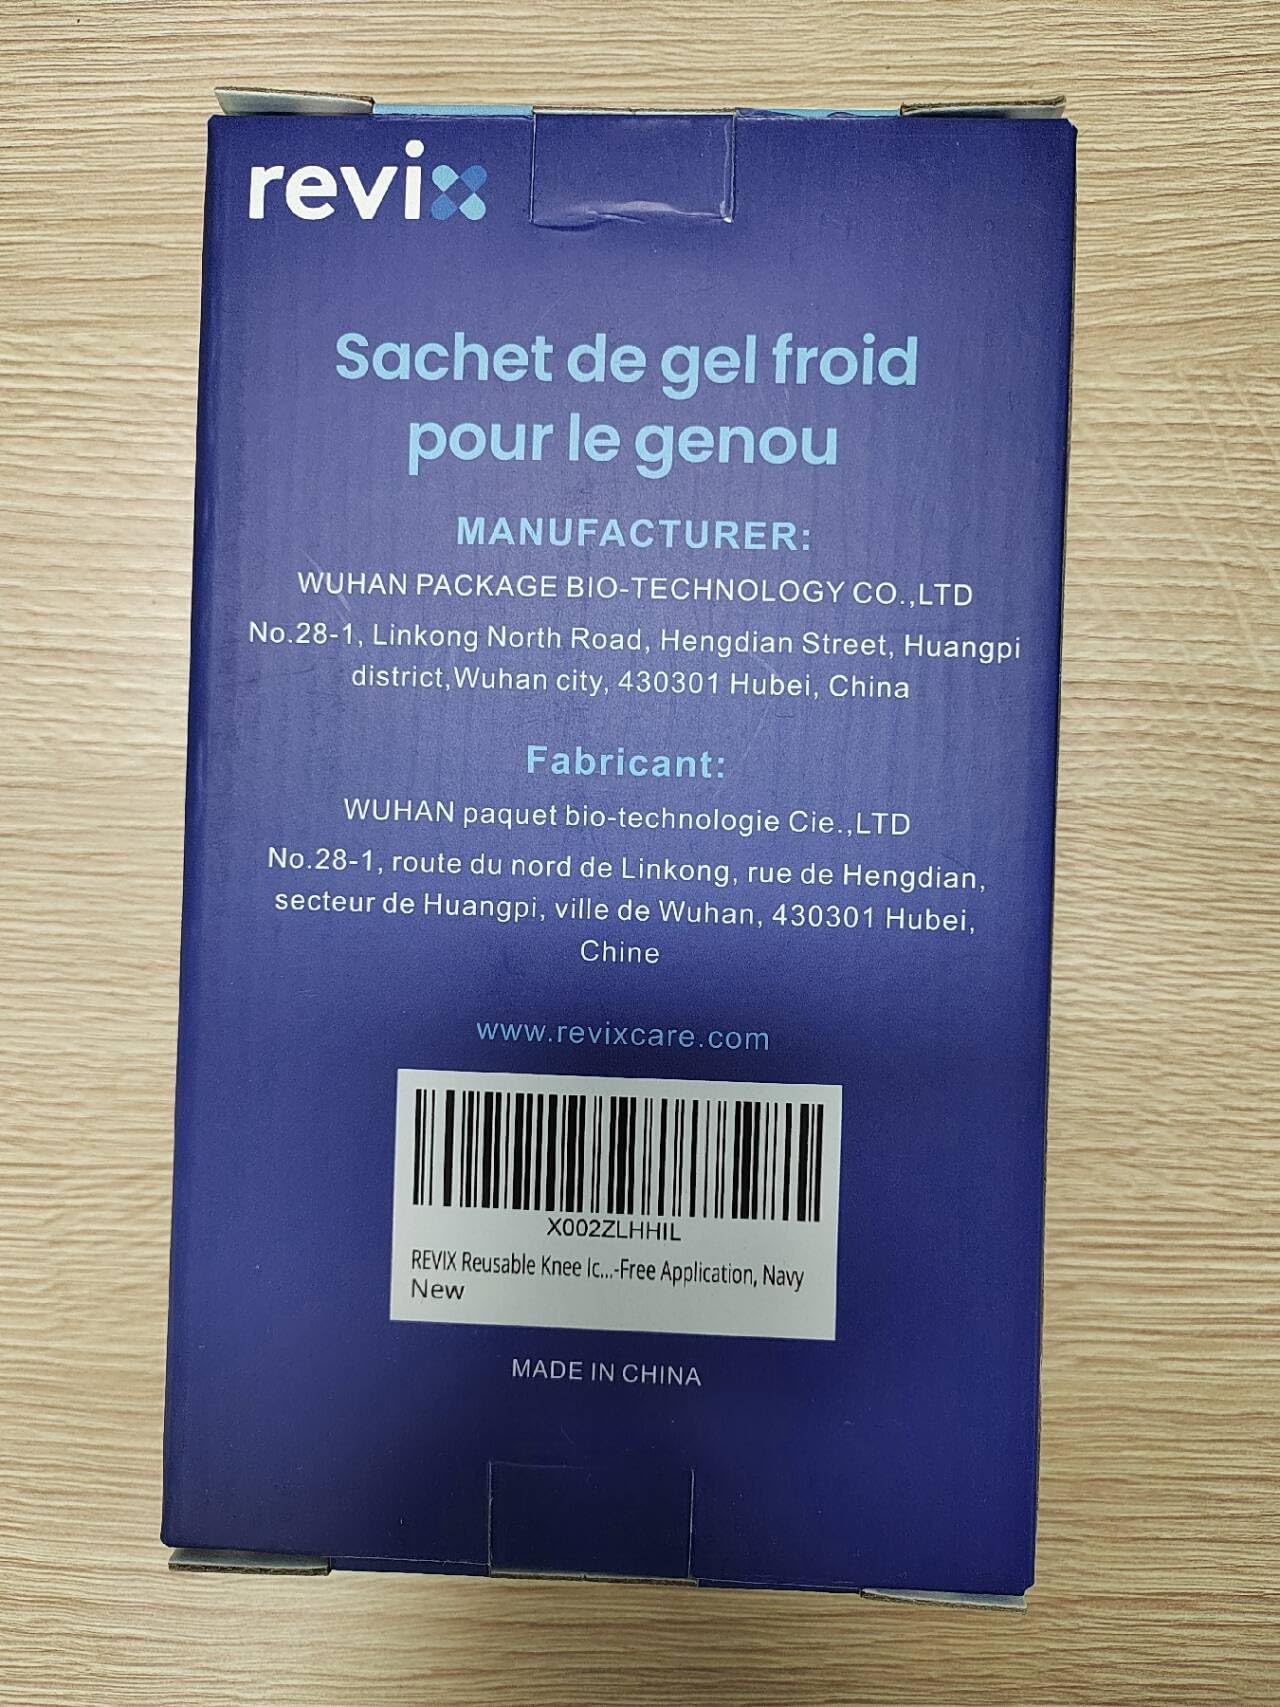 revix
Sachet de gel froid
pour le genou
MANUFACTURER:
WUHAN PACKAGE BIO-TECHNOLOGY CO.,LTD
No.28-1, Linkong North Road, Hengdian Street, Huangpi
district,Wuhan city, 430301 Hubei, China
Fabricant:
WUHAN paquet bio-technologie Cie.,LTD
No.28-1, route du nord de Linkong, rue de Hengdian,
secteur de Huangpi, ville de Wuhan, 430301 Hubei,
Chine
www.revixcare.com
X002ZLHHIL
REVIX Reusable Knee Ic...-Free Application, Navy
New
MADE IN CHINA